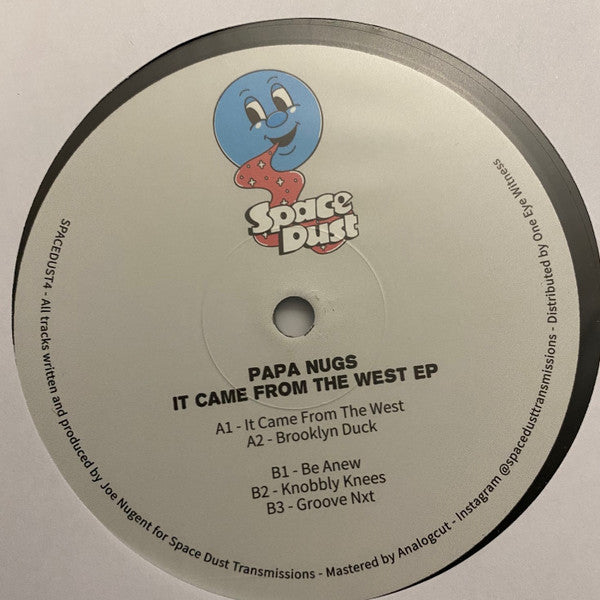 Space
Dust
PAPA NUGS
IT CAME FROM THE WEST EP
A1 - It Came From The West
A2 - Brooklyn Duck
B1 - Be Anew
B2 - Knobbly Knees
B3 - Groove Nxt
SPACEDUST4 - All tracks written and produced by Joe Nugent for Space Dust Transmissions - Mastered by Analogcut - Instagram @spacedusttransmissions - Distributed by One Eye Witness